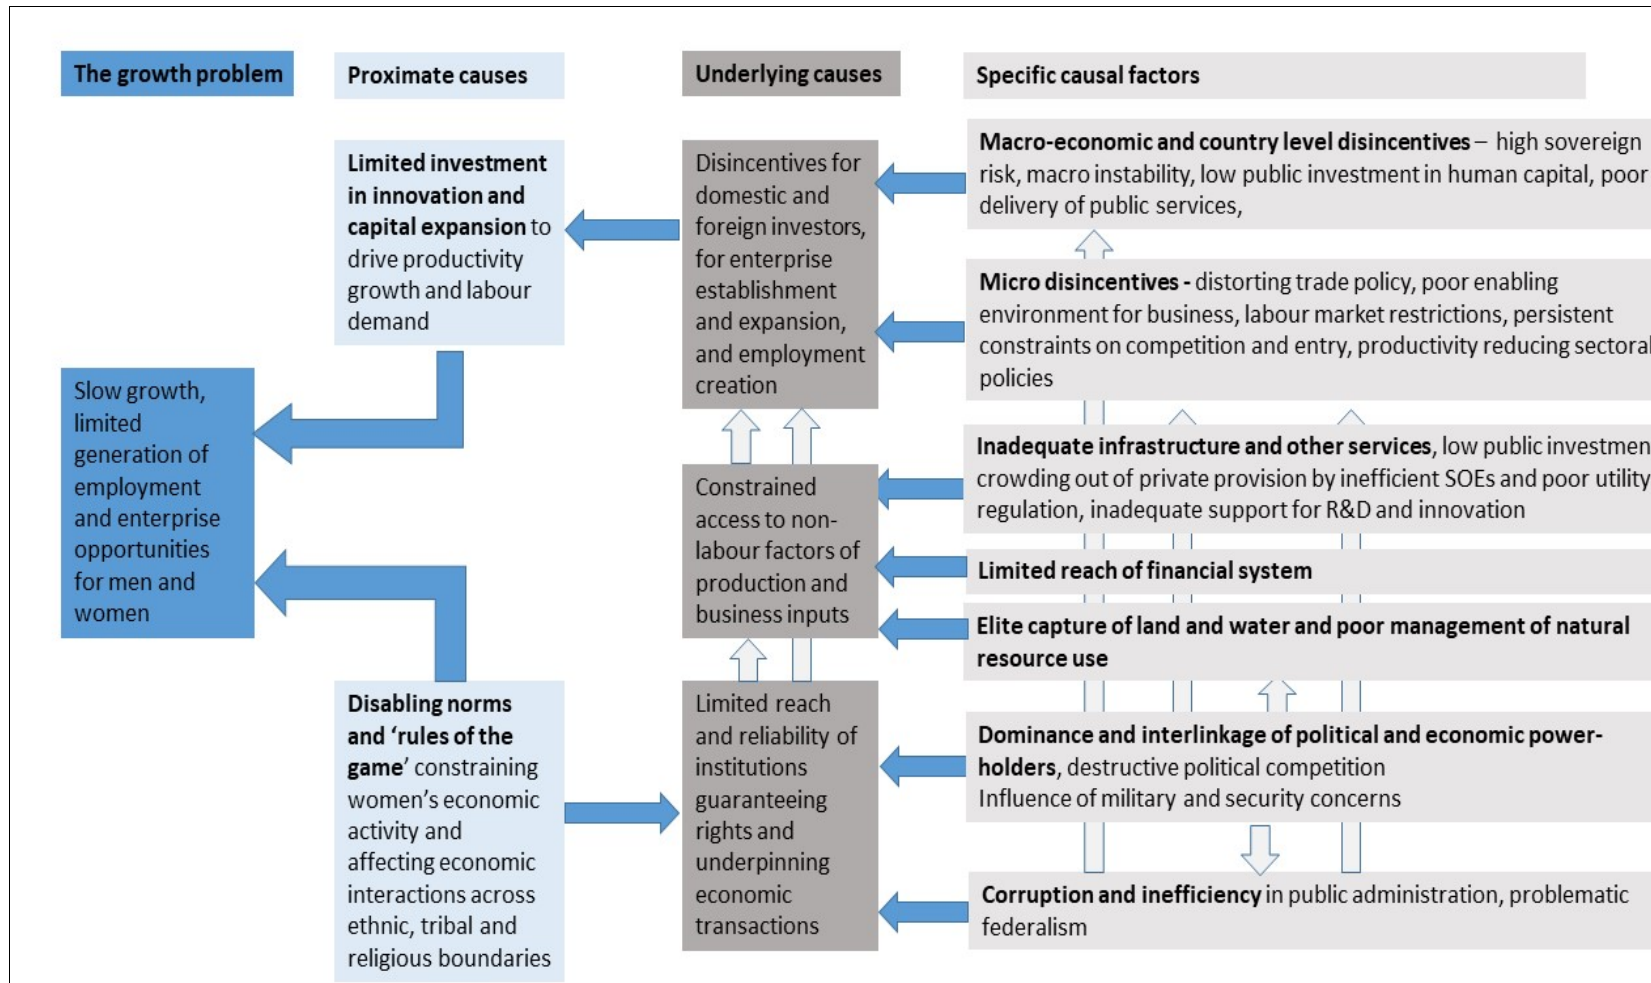 The growth problem
Proximate causes
Underlying causes
Specific causal factors
Limited investment
in innovation and
capital expansion to
drive productivity
growth and labour
demand
Disincentives for
domestic and
foreign investors,
for enterprise
establishment
and expansion,
and employment
creation
Macro-economic and country level disincentives – high sovereign
risk, macro instability, low public investment in human capital, poor
delivery of public services,
Micro disincentives - distorting trade policy, poor enabling
environment for business, labour market restrictions, persistent
constraints on competition and entry, productivity reducing sectoral
policies
Slow growth,
limited
generation of
employment
and enterprise
opportunities
for men and
women
Constrained
access to non-
labour factors of
production and
business inputs
Inadequate infrastructure and other services, low public investmen
crowding out of private provision by inefficient SOEs and poor utility
regulation, inadequate support for R&D and innovation
Limited reach of financial system
Elite capture of land and water and poor management of natural
resource use
Disabling norms
and ‘rules of the
game’ constraining
women’s economic
activity and
affecting economic
interactions across
ethnic, tribal and
religious boundaries
Limited reach
and reliability of
institutions
guaranteeing
rights and
underpinning
economic
transactions
Dominance and interlinkage of political and economic power-
holders, destructive political competition
Influence of military and security concerns
Corruption and inefficiency in public administration, problematic
federalism